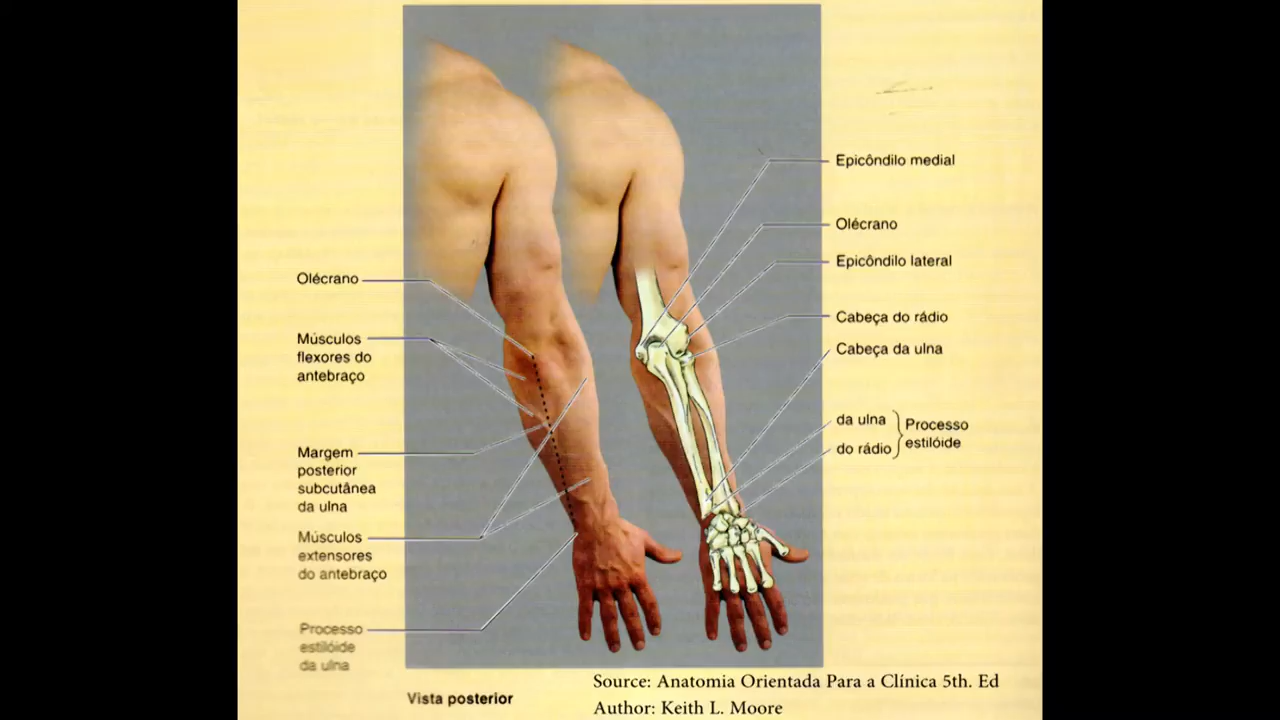 Olécrano
Músculos
flexores do
antebraço
Margem
posterior
subcutânea
da ulna
Músculos
extensores
do antebraço
Processo
estilóide
da ulna
Epicôndilo medial
Olécrano
Epicôndilo lateral
Cabeça do rádio
Cabeça da ulna
da ulna
do rádio
Processo
estilóide
Vista posterior
Source: Anatomia Orientada Para a Clínica 5th. Ed
Author: Keith L. Moore